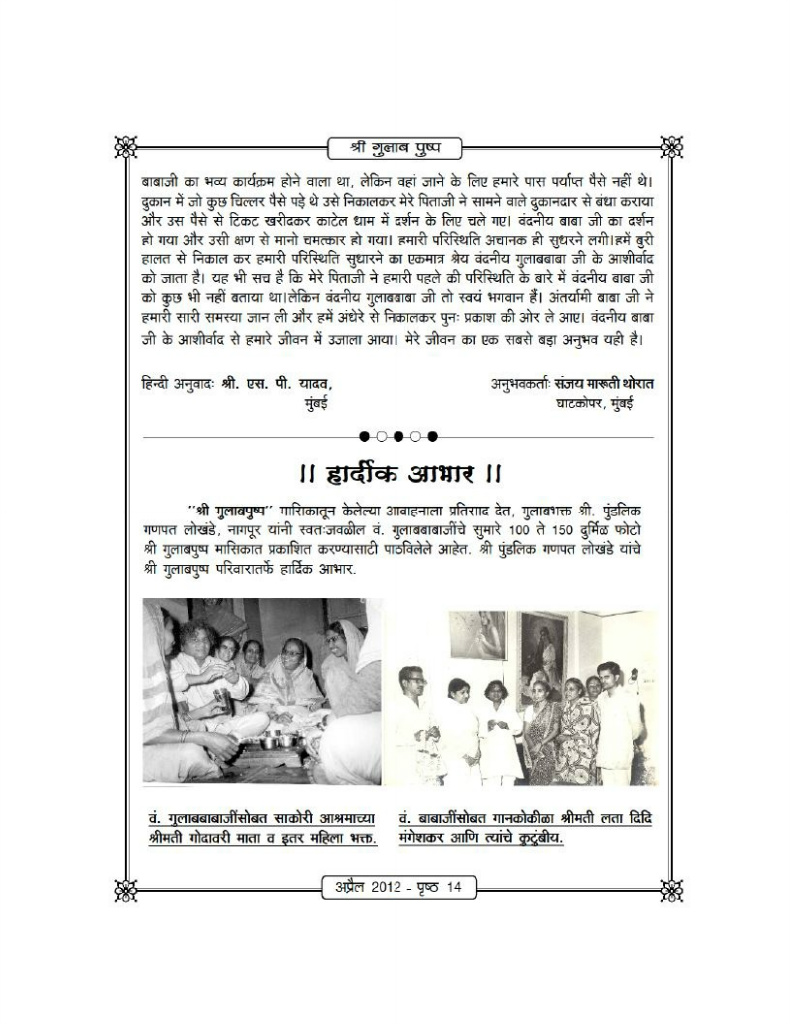 श्री गुलाब पुष्प
बाबाजी का भव्य कार्यक्रम होने वाला था, लेकिन वहां जाने के लिए हमारे पास पर्याप्त पैसे नहीं थे।
दुकान में जो कुछ चिल्लर पैसे पड़े थे उसे निकालकर मेरे पिताजी ने सामने वाले दुकानदार से बंधा कराया
और उस पैसे से टिकट खरीदकर काटेल धाम में दर्शन के लिए चले गए। वंदनीय बाबा जी का दर्शन
हो गया और उसी क्षण से मानो चमत्कार हो गया। हमारी परिस्थिति अचानक ही सुधरने लगी।हमें बुरी
हालत से निकाल कर हमारी परिस्थिति सुधारने का एकमात्र श्रेय वंदनीय गुलाबबाबा जी के आशीर्वाद
को जाता है। यह भी सच है कि मेरे पिताजी ने हमारी पहले की परिस्थिति के बारे में वंदनीय बाबा जी
को कुछ भी नहीं बताया था।लेकिन वंदनीय गुलाबबाबा जी तो स्वयं भगवान हैं। अंतर्यामी बाबा जी ने
हमारी सारी समस्या जान ली और हमें अंधेरे से निकालकर पुनः प्रकाश की ओर ले आए। वंदनीय बाबा
जी के आशीर्वाद से हमारे जीवन में उजाला आया। मेरे जीवन का एक सबसे बड़ा अनुभव यही है।
हिन्दी अनुवादः श्री. एस. पी. यादव, अनुभवकर्ताः संजय मारूती थोरात
मुंबई घाटकोपर, मुंबई
|| हार्दीक आभार ||
"श्री गुलाबपुष्प" मासिकातून केलेल्या आवाहनाला प्रतिसाद देत, गुलाबभक्त श्री. पुंडलिक
गणपत लोखंडे, नागपूर यांनी स्वतःजवळील वं. गुलाबबाबाजींचे सुमारे 100 ते 150 दुर्मिळ फोटो
श्री गुलाबपुष्प मासिकात प्रकाशित करण्यासाटी पाठविलेले आहेत. श्री पुंडलिक गणपत लोखंडे यांचे
श्री गुलाबपुष्प परिवारातर्फे हार्दिक आभार.
वं. गुलाबबाबाजींसोबत साकोरी आश्रमाच्या
श्रीमती गोदावरी माता व इतर महिला भक्त.
वं. बाबाजींसोबत गानकोकीळा श्रीमती लता दिदि
मंगेशकर आणि त्यांचे कुटुंबीय.
अप्रैल 2012 - पृष्ठ 14